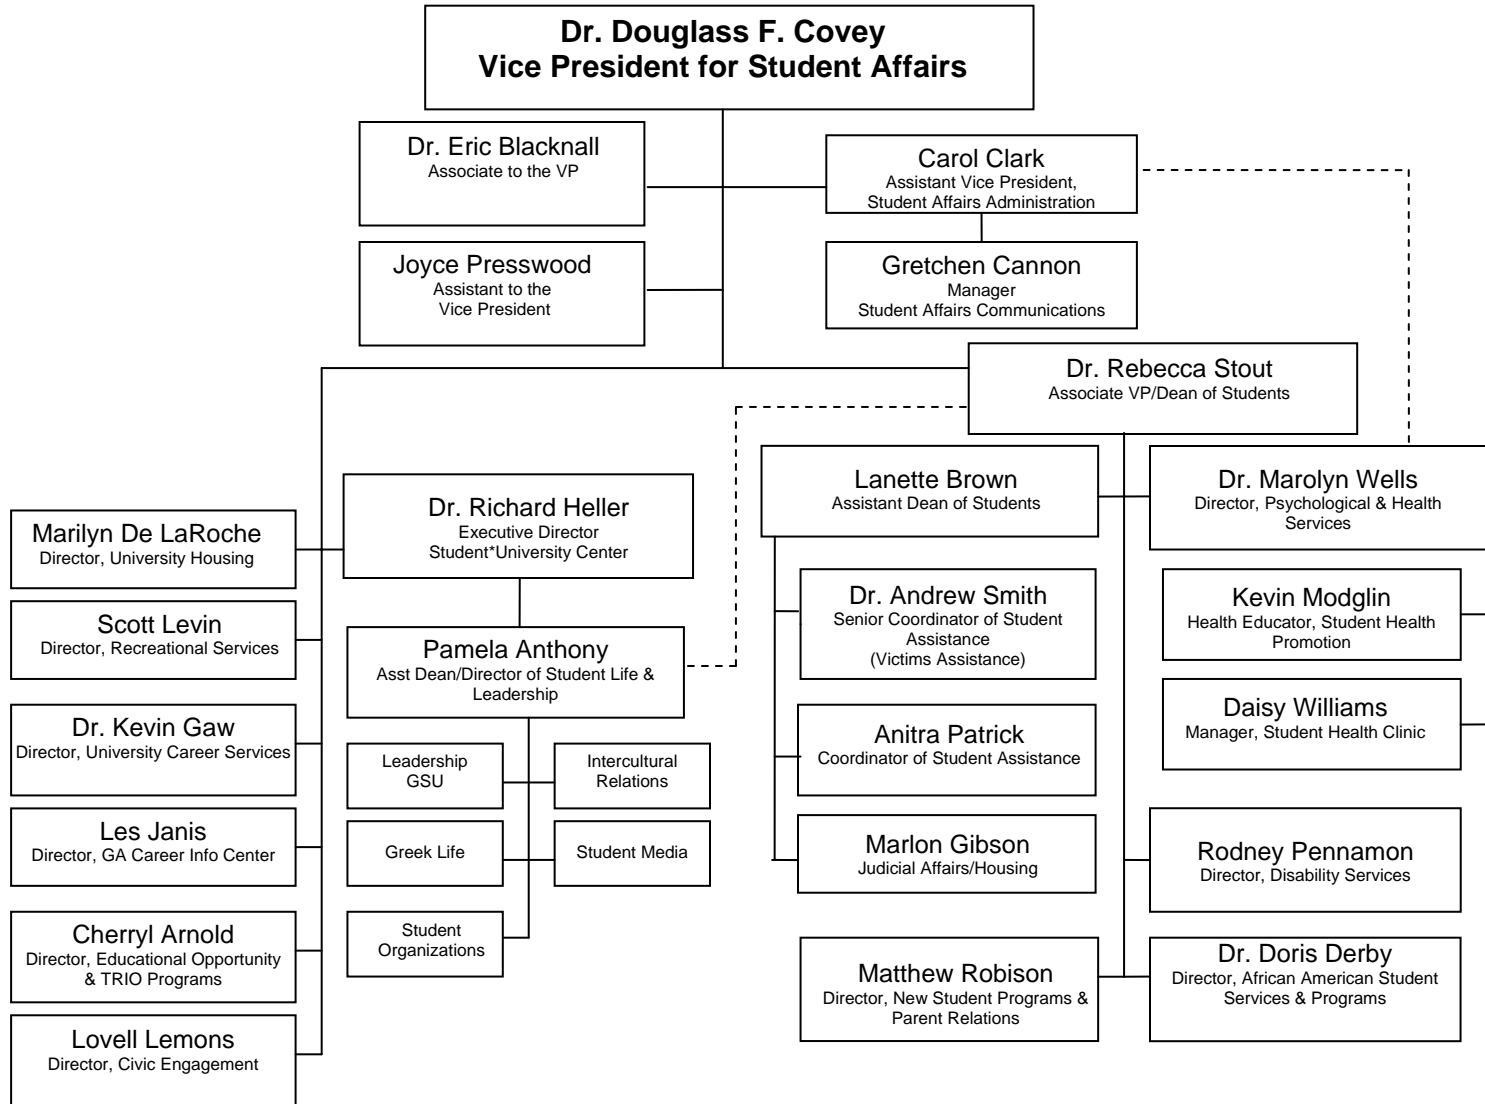 Dr. Douglass F. Covey
Vice President for Student Affairs
Dr. Eric Blacknall
Associate to the VP
Carol Clark
Assistant Vice President,
Student Affairs Administration
Joyce Presswood
Assistant to the
Vice President
Gretchen Cannon
Manager
Student Affairs Communications
Dr. Rebecca Stout
Associate VP/Dean of Students
Marilyn De LaRoche
Director, University Housing
Scott Levin
Director, Recreational Services
Dr. Kevin Gaw
Director, University Career Services
Les Janis
Director, GA Career Info Center
Cherryl Arnold
Director, Educational Opportunity
& TRIO Programs
Lovell Lemons
Director, Civic Engagement
Dr. Richard Heller
Executive Director
Student*University Center
Pamela Anthony
Asst Dean/Director of Student Life &
Leadership
Leadership
GSU
Intercultural
Relations
Greek Life
Student Media
Student
Organizations
Lanette Brown
Assistant Dean of Students
Dr. Andrew Smith
Senior Coordinator of Student
Assistance
(Victims Assistance)
Anitra Patrick
Coordinator of Student Assistance
Marlon Gibson
Judicial Affairs/Housing
Matthew Robison
Director, New Student Programs &
Parent Relations
Dr. Marolyn Wells
Director, Psychological & Health
Services
Kevin Modglin
Health Educator, Student Health
Promotion
Daisy Williams
Manager, Student Health Clinic
Rodney Pennamon
Director, Disability Services
Dr. Doris Derby
Director, African American Student
Services & Programs